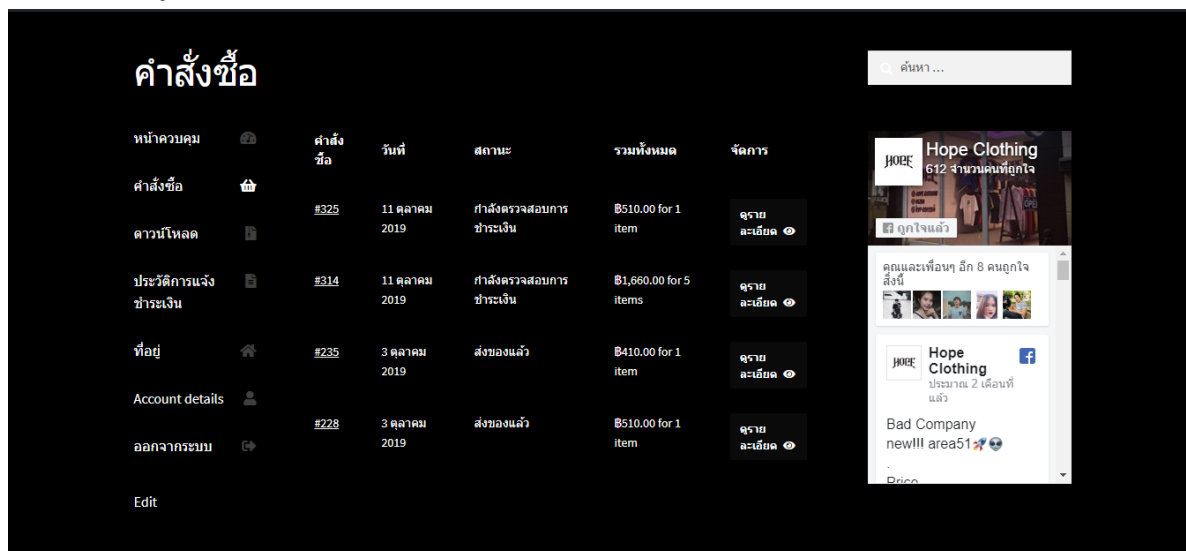 คำสั่งซื้อ
ค้นหา ...
หน้าควบคุม
คำสั่งซื้อ
ดาวน์โหลด
ประวัติการแจ้ง
ชำระเงิน
ที่อยู่
Account details
ออกจากระบบ
Edit
คำสั่ง
ซื้อ
วันที่
สถานะ
รวมทั้งหมด
จัดการ
#325
11 ตุลาคม
2019
กำลังตรวจสอบการ
ชำระเงิน
฿510.00 for 1
item
ดูราย
ละเอียด
#314
11 ตุลาคม
2019
กำลังตรวจสอบการ
ชำระเงิน
฿1,660.00 for 5
items
ดูราย
ละเอียด
#235
3 ตุลาคม
2019
ส่งของแล้ว
฿410.00 for 1
item
ดูราย
ละเอียด
#228
3 ตุลาคม
2019
ส่งของแล้ว
฿510.00 for 1
item
ดูราย
ละเอียด
HOPE
Hope Clothing
612 จำนวนคนที่ถูกใจ
OPE
ถูกใจแล้ว
คุณและเพื่อนๆ อีก 8 คนถูกใจ
สิ่งนี้
HOPE
Hope
Clothing
ประมาณ 2 เดือนที่
แล้ว
Bad Company
new!!! area51🚀👽
.
Price